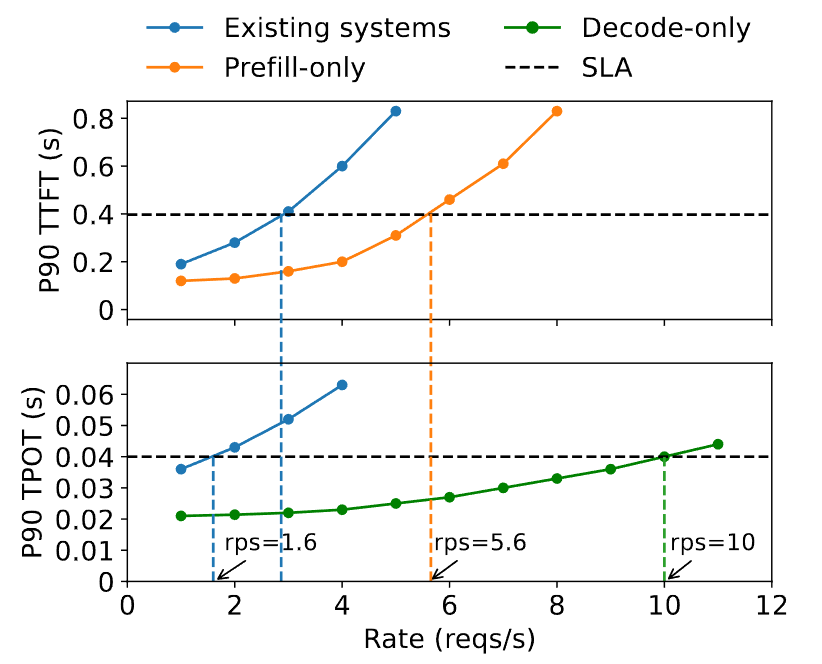 Existing systems
Decode-only
Prefill-only
SLA
P90 TTFT (s)
0.8
0.6
0.4
0.2
0
P90 TPOT (s)
0.06
0.05
0.04
0.03
0.02
0.01
0
rps=1.6
rps=5.6
rps=10
0 2 4 6 8 10 12
Rate (reqs/s)